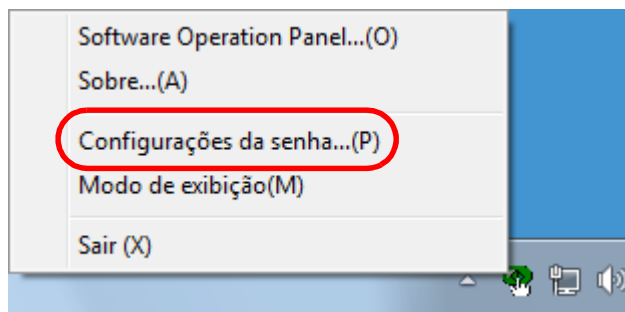 Software Operation Panel...(O)
Sobre...(A)
Configurações da senha...(P)
Modo de exibição(M)
Sair (X)